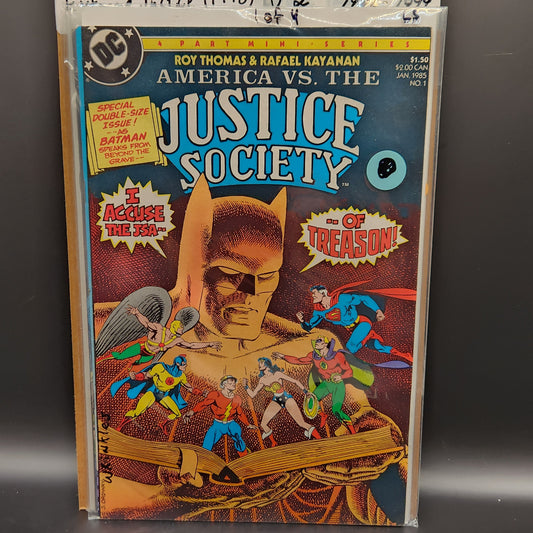 1 of 4
DC
4 PART MINI-SERIES
ROY THOMAS & RAFAEL KAYANAN
AMERICA VS. THE
JUSTICE
SOCIETY
TM
$1.50
$2.00 CAN
JAN. 1985
NO. 1
SPECIAL
DOUBLE-SIZE
ISSUE!
--AS
BATMAN
SPEAKS FROM
BEYOND THE
GRAVE--
I
ACCUSE
THE JSA--
-- OF
TREASON!